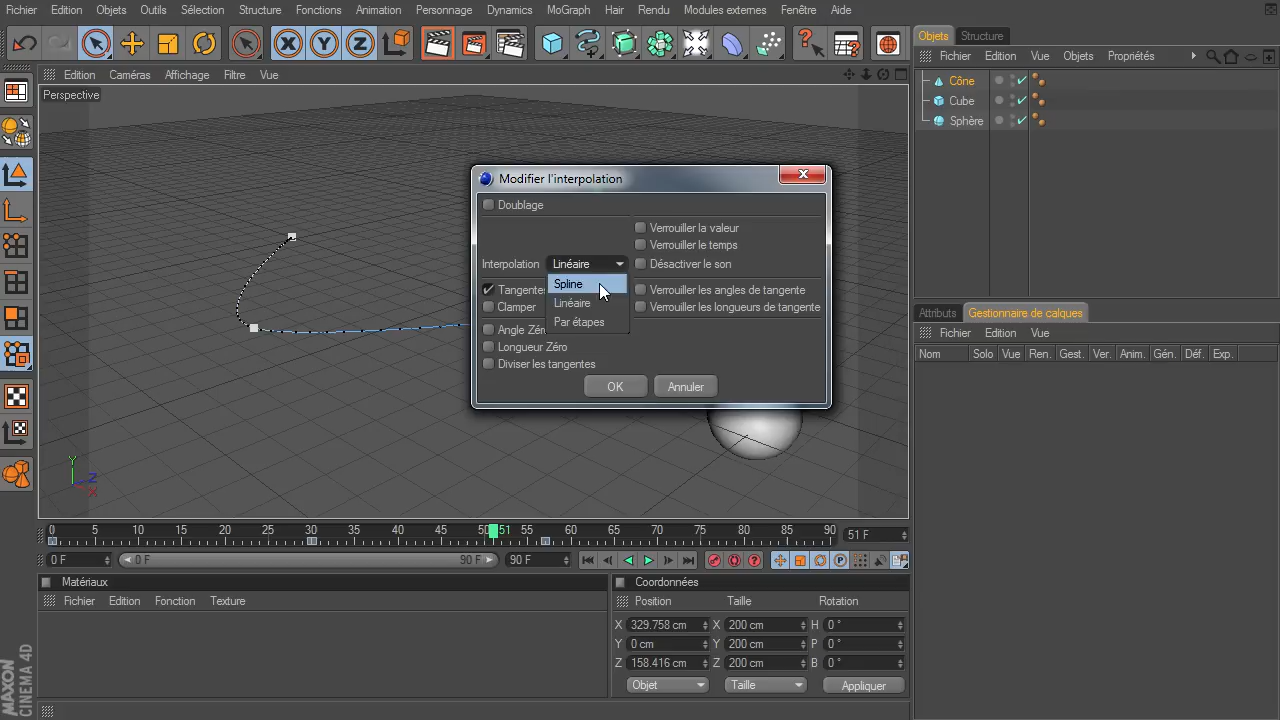 Fichier Edition Objets Outils Sélection Structure Fonctions Animation Personnage Dynamics MoGraph Hair Rendu Modules externes Fenêtre Aide
Objets Structure
Edition Caméras Affichage Filtre Vue
Fichier Edition Vue Objets Propriétés
Perspective
Cône
Cube
Sphère
Modifier l'interpolation
Doublage
Verrouiller la valeur
Verrouiller le temps
Interpolation Linéaire Désactiver le son
Spline
Tangentes Verrouiller les angles de tangente
Linéaire
Clamper Verrouiller les longueurs de tangente
Par étapes
Angle Zéro
Longueur Zéro
Diviser les tangentes
OK Annuler
Attributs Gestionnaire de calques
Fichier Edition Vue
Nom Solo Vue Ren. Gest. Ver. Anim. Gén. Déf. Exp.
Y
Z
X
0 5 10 15 20 25 30 35 40 45 50 51 55 60 65 70 75 80 85 90 51 F
0 F 0 F 90 F 90 F
Matériaux
Fichier Edition Fonction Texture
Coordonnées
Position Taille Rotation
X 329.758 cm X 200 cm H 0 °
Y 0 cm Y 200 cm P 0 °
Z 158.416 cm Z 200 cm B 0 °
Objet Taille Appliquer
MAXON
CINEMA 4D